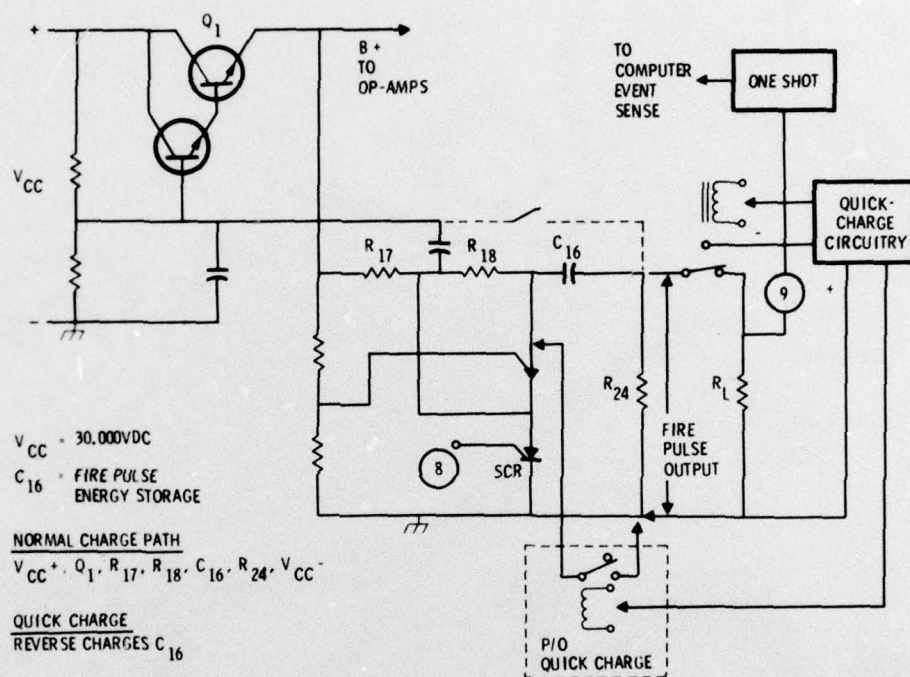 Q1
+
B +
TO
OP-AMPS
TO
COMPUTER
EVENT
SENSE
ONE SHOT
VCC
QUICK-
CHARGE
CIRCUITRY
-
+
R17
R18
C16
9
-
R24
RL
FIRE
PULSE
OUTPUT
8
SCR
VCC = 30.000VDC
C16 = FIRE PULSE
ENERGY STORAGE
NORMAL CHARGE PATH
VCC+, Q1, R17, R18, C16, R24, VCC-
QUICK CHARGE
REVERSE CHARGES C16
P/O
QUICK CHARGE